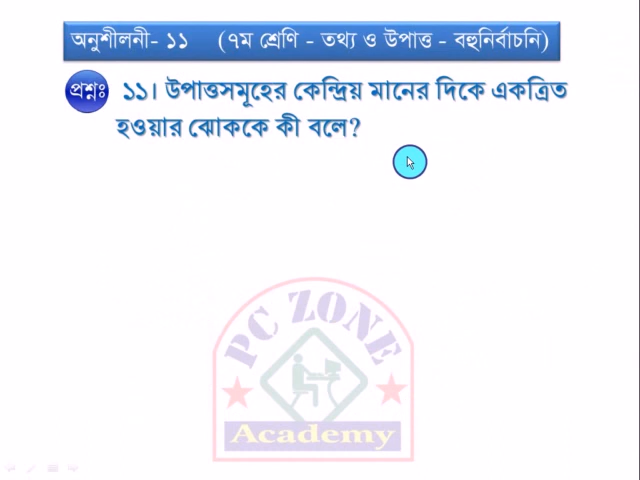 অনুশীলনী- ১১ (৭ম শ্রেণি - তথ্য ও উপাত্ত - বহুনির্বাচনি)
প্রশ্নঃ ১১। উপাত্তসমূহের কেন্দ্রিয় মানের দিকে একত্রিত
হওয়ার ঝোককে কী বলে?
PC ZONE
Academy